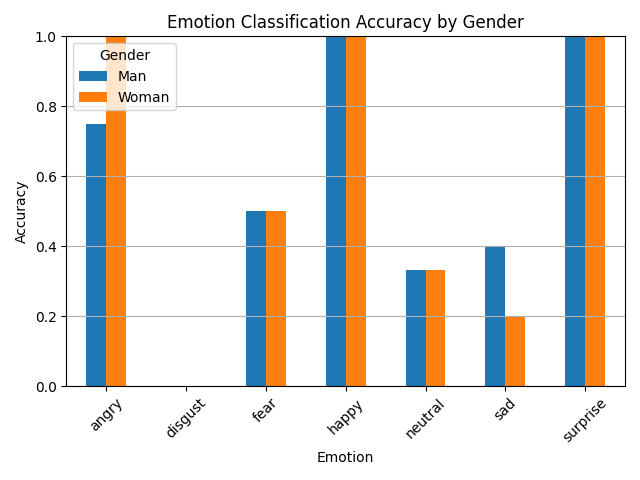 Emotion Classification Accuracy by Gender
Gender
Man
Woman
Accuracy
1.0
0.8
0.6
0.4
0.2
0.0
angry
disgust
fear
happy
neutral
sad
surprise
Emotion